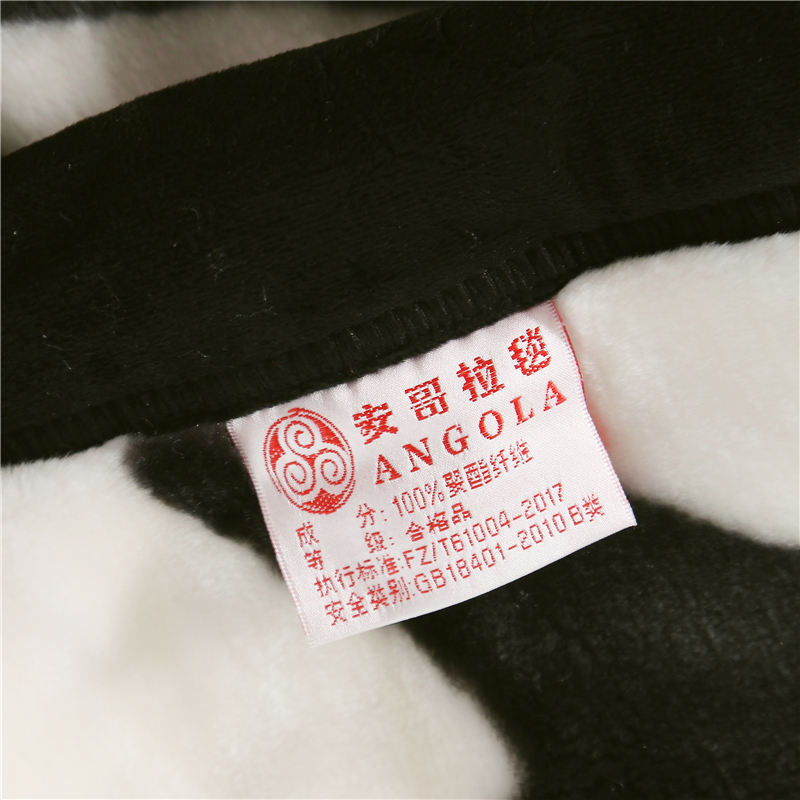 安哥拉毯
ANGOLA
成 分：100%聚酯纤维
等 级：合格品
执行标准：FZ/T61004-2017
安全类别：GB18401-2010 B类